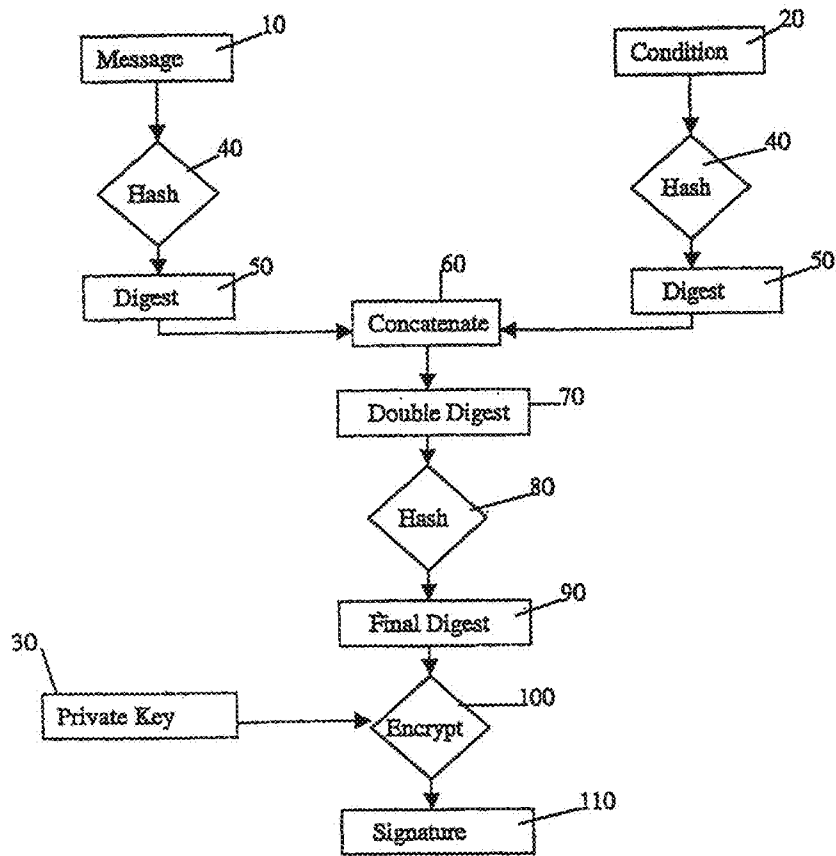 10
20
Message
Condition
40
40
Hash
Hash
50
50
Digest
Digest
60
Concatenate
70
Double Digest
80
Hash
90
Final Digest
30
100
Private Key
Encrypt
110
Signature